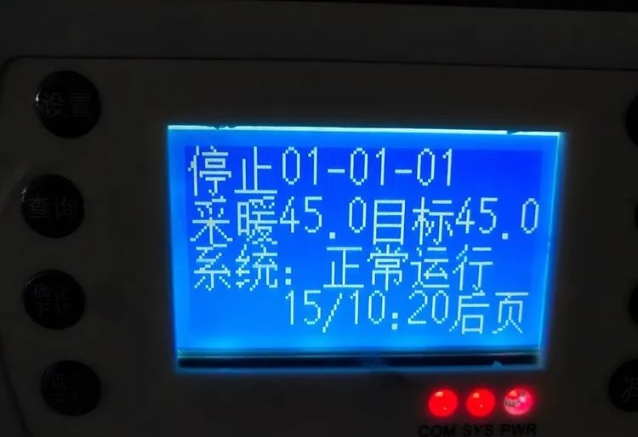 设置
停止01-01-01
查询
采暖45.0目标45.0
系统：正常运行
15/10:20后页
COM SYS PWR